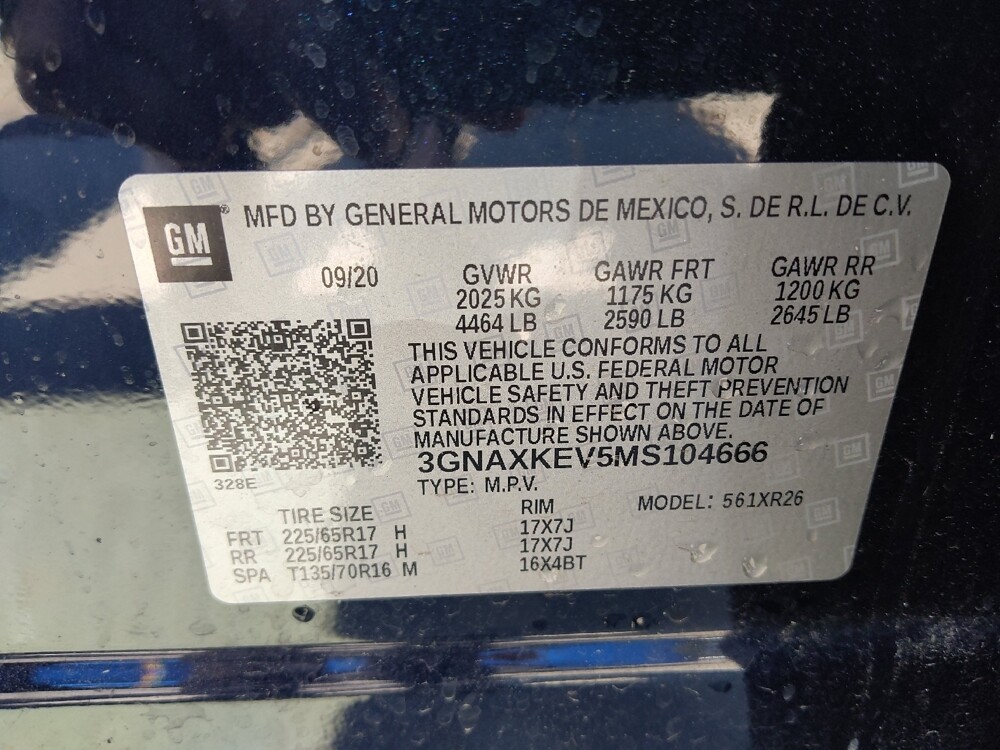 GM
MFD BY GENERAL MOTORS DE MEXICO, S. DE R.L. DE C.V.
09/20
GVWR GAWR FRT GAWR RR
2025 KG 1175 KG 1200 KG
4464 LB 2590 LB 2645 LB
THIS VEHICLE CONFORMS TO ALL
APPLICABLE U.S. FEDERAL MOTOR
VEHICLE SAFETY AND THEFT PREVENTION
STANDARDS IN EFFECT ON THE DATE OF
MANUFACTURE SHOWN ABOVE.
3GNAXKEV5MS104666
328E
TYPE: M.P.V.
MODEL: 561XR26
TIRE SIZE RIM
FRT 225/65R17 H 17X7J
RR 225/65R17 H 17X7J
SPA T135/70R16 M 16X4BT